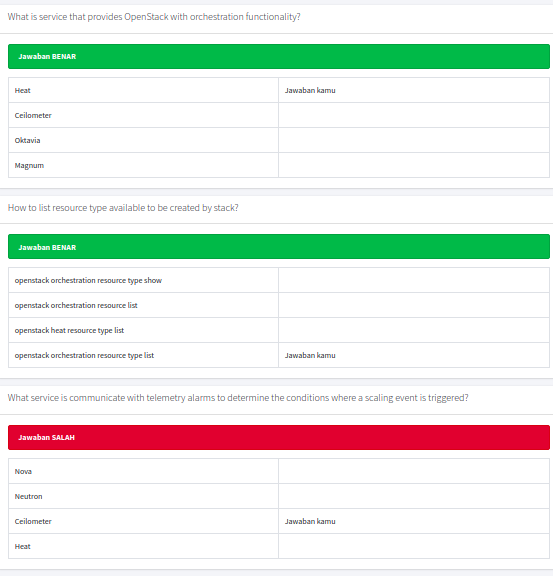 What is service that provides OpenStack with orchestration functionality?
Jawaban BENAR
Heat Jawaban kamu
Ceilometer
Oktavia
Magnum
How to list resource type available to be created by stack?
Jawaban BENAR
openstack orchestration resource type show
openstack orchestration resource list
openstack heat resource type list
openstack orchestration resource type list Jawaban kamu
What service is communicate with telemetry alarms to determine the conditions where a scaling event is triggered?
Jawaban SALAH
Nova
Neutron
Ceilometer Jawaban kamu
Heat